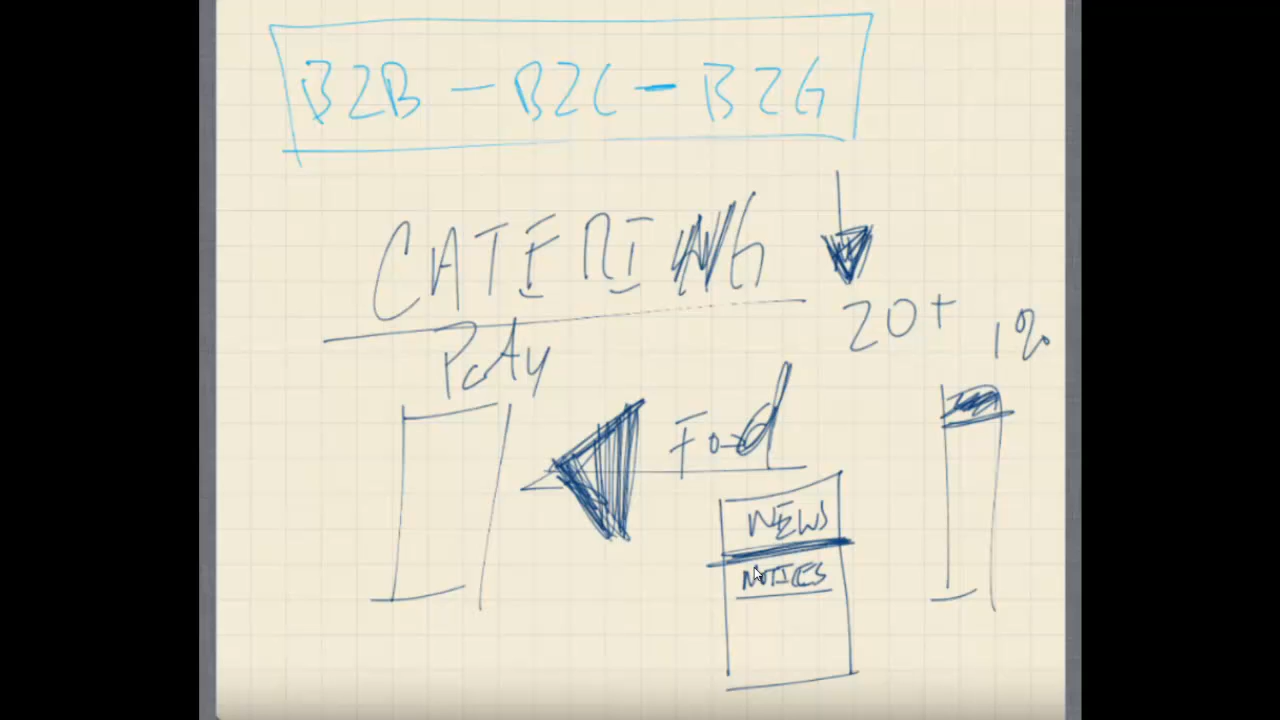 B2B - B2C - B2G
CATERING
20+
1%
Party
Food
NEWS
NOTICES